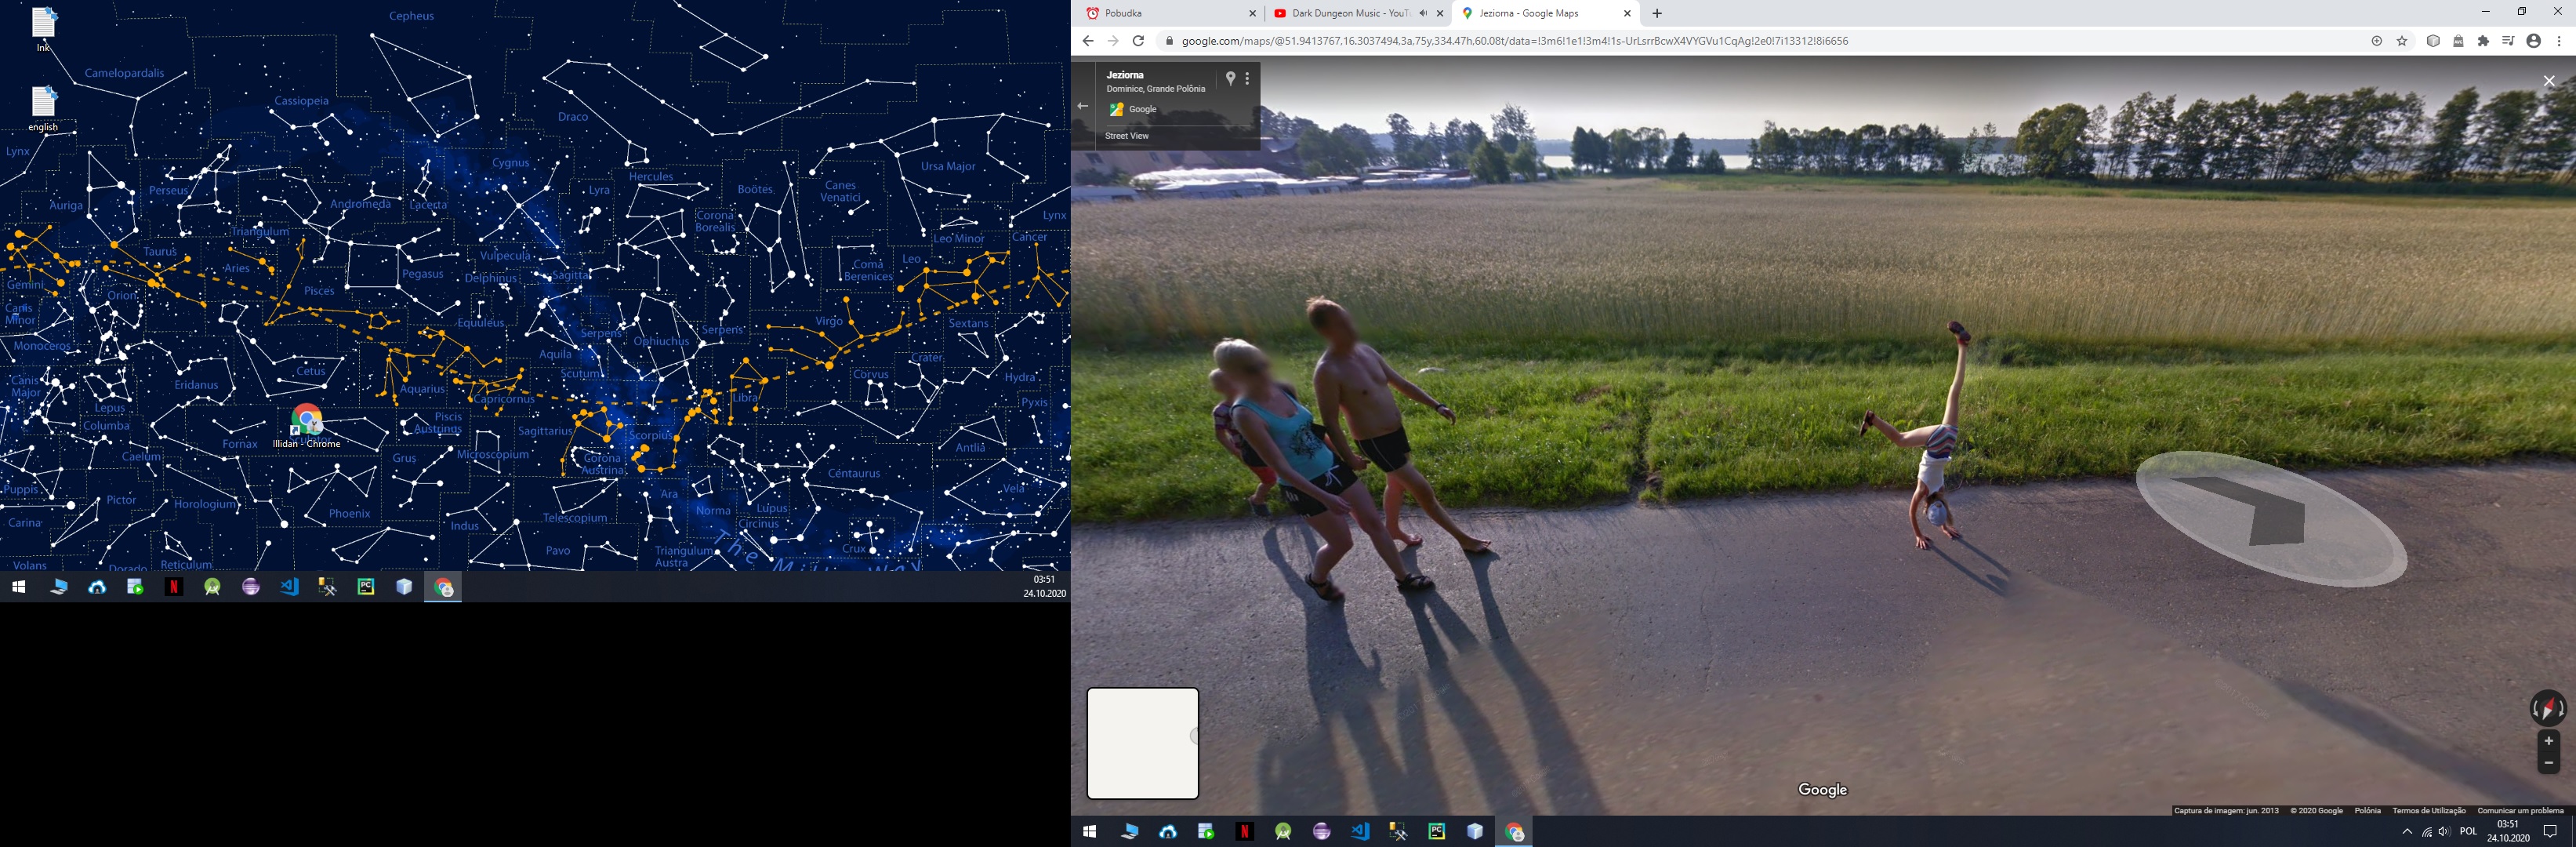 lnk
english
Cepheus
Camelopardalis
Cassiopeia
Draco
Lynx
Cygnus
Ursa Major
Perseus
Lyra
Hercules
Boötes
Canes
Venatici
Auriga
Andromeda
Lacerta
Corona
Borealis
Lynx
Triangulum
Leo Minor
Cancer
Taurus
Vulpecula
Leo
Aries
Pegasus
Delphinus
Sagitta
Coma
Berenices
Gemini
Orion
Pisces
Canis
Minor
Equuleus
Serpens
Ophiuchus
Serpens
Virgo
Sextans
Monoceros
Aquila
Scutum
Crater
Cetus
Canis
Major
Eridanus
Aquarius
Capricornus
Corvus
Hydra
Lepus
Libra
Pyxis
Columba
Piscis
Austrinus
Sagittarius
Scorpius
Illidan - Chrome
Fornax
Caelum
Grus
Microscopium
Corona
Austrina
Centaurus
Antlia
Puppis
Pictor
Horologium
Phoenix
Ara
Norma
Lupus
Vela
Carina
Indus
Telescopium
Circinus
Volans
Dorado
Reticulum
Pavo
Triangulum
Austra
Crux
The Milky Way
03:51
24.10.2020
Pobudka
Dark Dungeon Music - YouTu
Jeziorna - Google Maps
google.com/maps/@51.9413767,16.3037494,3a,75y,334.47h,60.08t/data=!3m6!1e1!3m4!1s-UrLsrrBcwX4VYGVu1CqAg!2e0!7i13312!8i6656
Jeziorna
Dominice, Grande Polônia
Google
Street View
Google
Captura de imagem: jun. 2013 © 2020 Google Polónia Termos de Utilização Comunicar um problema
N
PC
N
PC
POL
03:51
24.10.2020